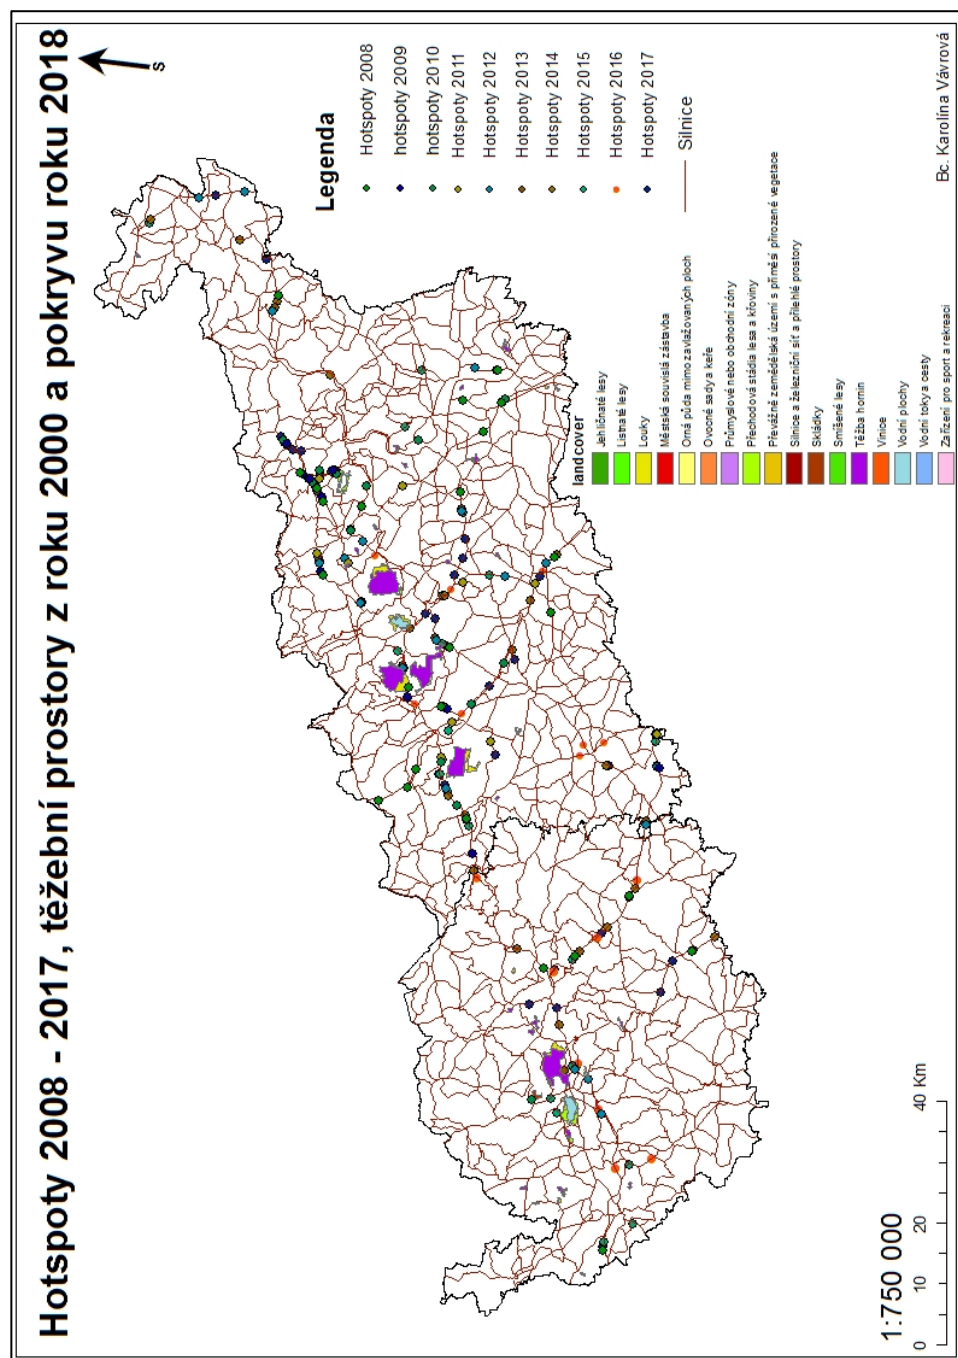 Hotspoty 2008 - 2017, těžební prostory z roku 2000 a pokryvu roku 2018
S
Legenda
Hotspoty 2008
hotspoty 2009
hotspoty 2010
Hotspoty 2011
Hotspoty 2012
Hotspoty 2013
Hotspoty 2014
Hotspoty 2015
Hotspoty 2016
Hotspoty 2017
Silnice
landcover
Jehličnaté lesy
Listnaté lesy
Louky
Městská souvislá zástavba
Orná půda mimo zavlažovaných ploch
Ovocné sady a keře
Průmyslové nebo obchodní zóny
Přechodová stádia lesa a křoviny
Převážně zemědělská území s příměsí přirozené vegetace
Silnice a železniční síť a přilehlé prostory
Skládky
Smíšené lesy
Těžba hornin
Vinice
Vodní plochy
Vodní toky a cesty
Zařízení pro sport a rekreaci
1:750 000
0 10 20 40 Km
Bc. Karolína Vávrová